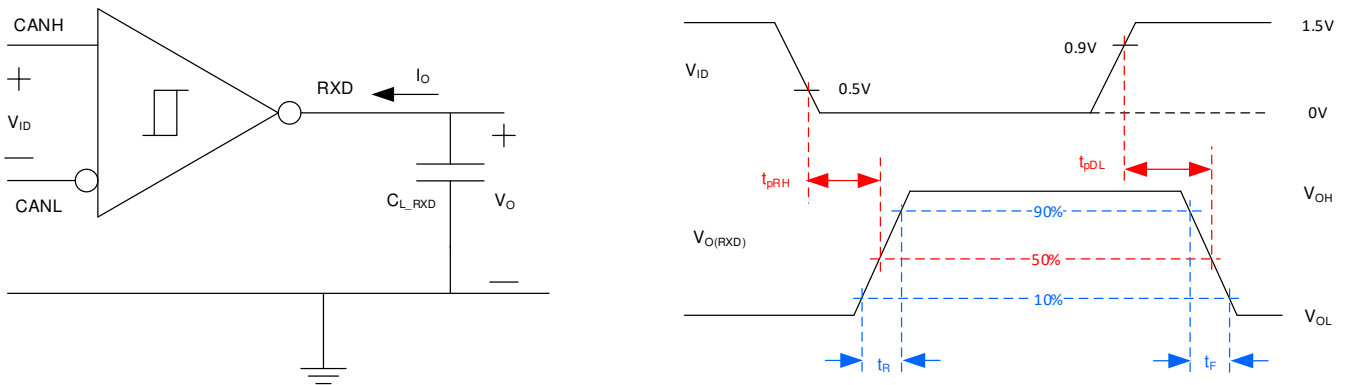 CANH
V_ID
CANL
RXD
I_O
C_L_RXD
V_O
V_ID
0.5V
0.9V
1.5V
0V
t_pRH
t_pDL
V_O(RXD)
90%
50%
10%
V_OH
V_OL
t_R
t_F